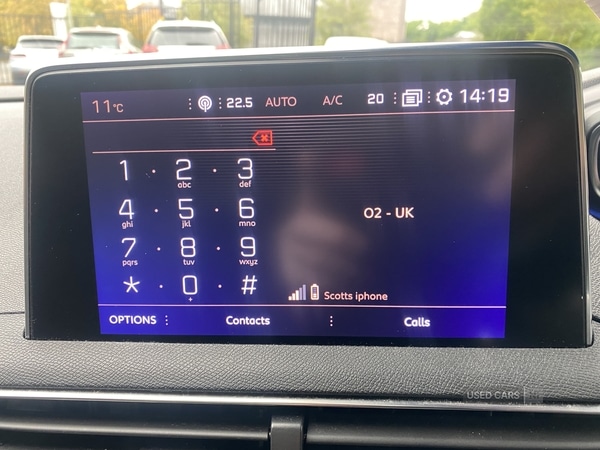 11°C 22.5 AUTO A/C 20 14:19
1 · 2 · 3
abc def
4 · 5 · 6
ghi jkl mno
O2 - UK
7 · 8 · 9
pqrs tuv wxyz
* · 0 · #
+
Scotts iphone
OPTIONS Contacts Calls
USED CARS NI